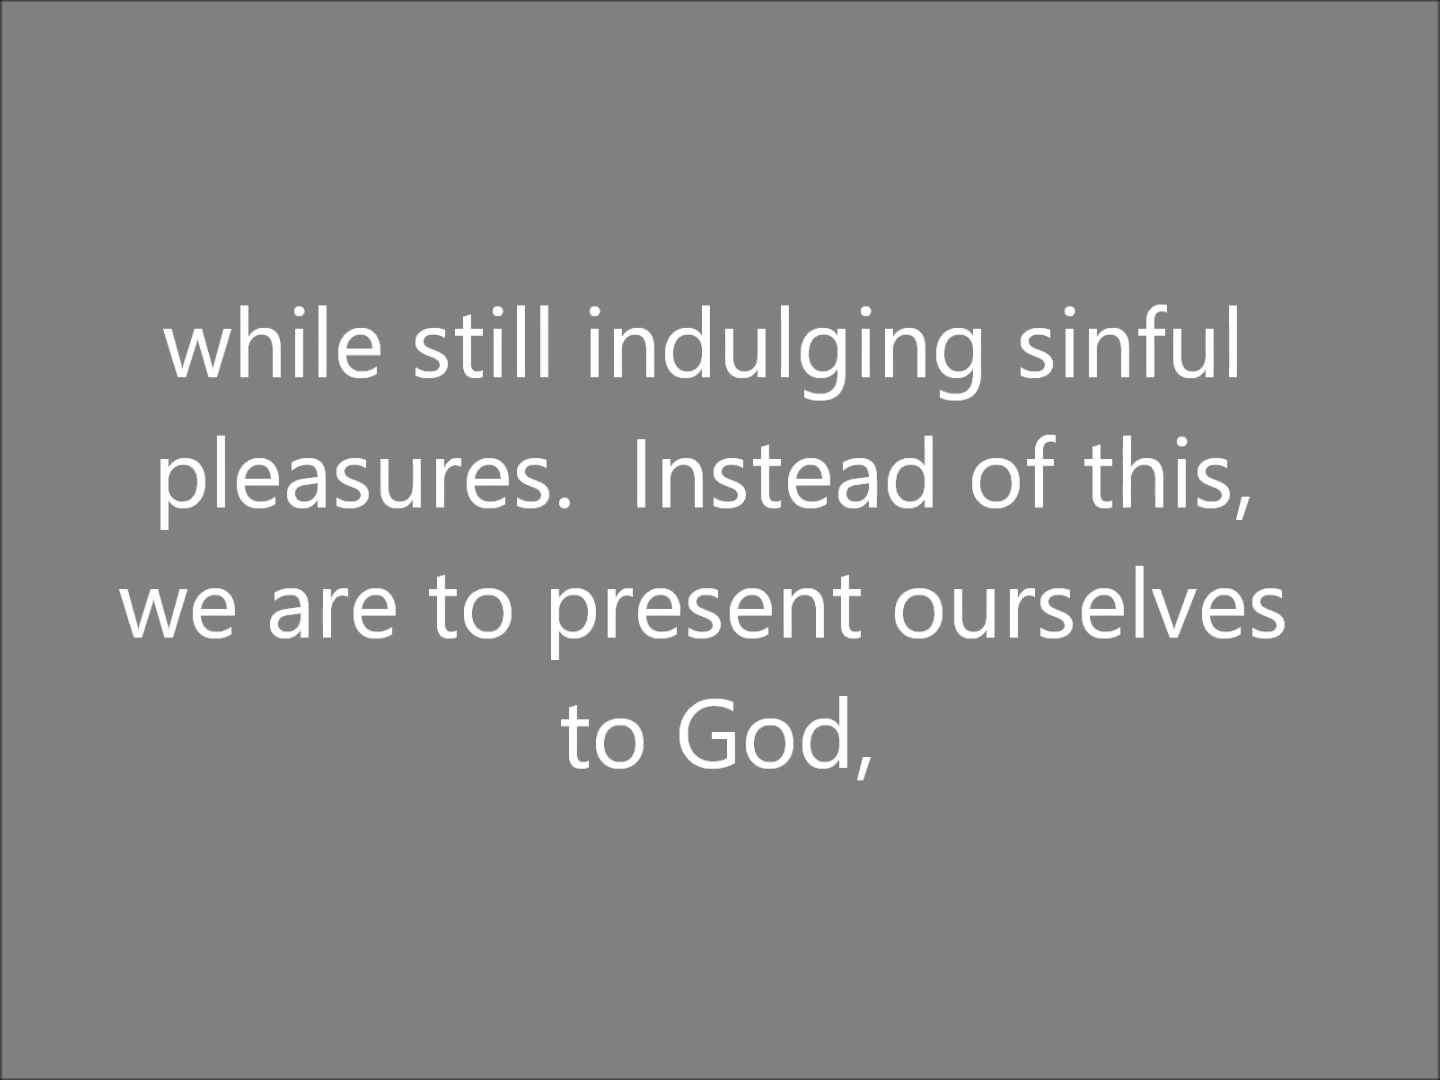 while still indulging sinful
pleasures.  Instead of this,
we are to present ourselves
to God,